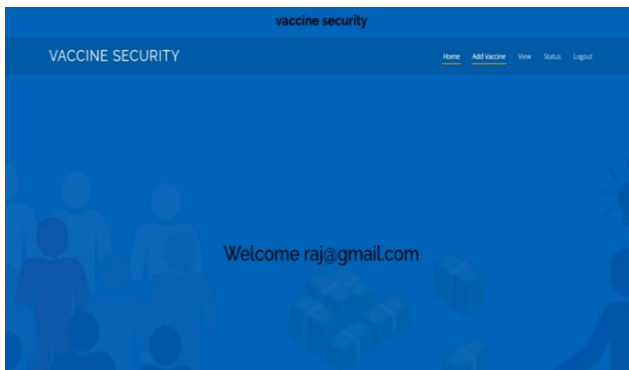 vaccine security
VACCINE SECURITY
Home Add Vaccine View Status Logout
Welcome raj@gmail.com